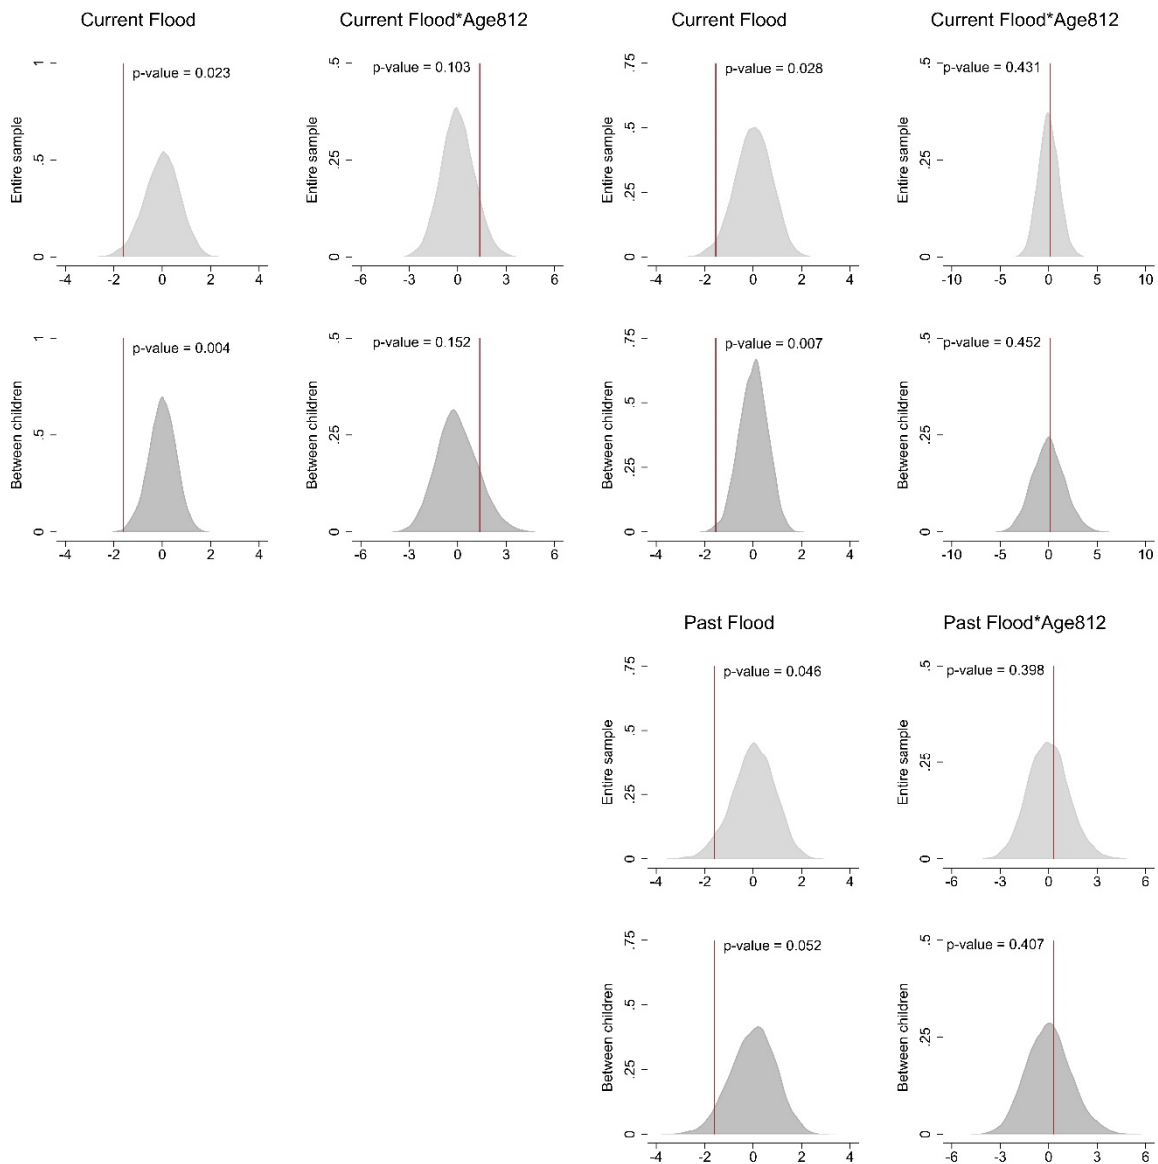 Current Flood
Current Flood*Age812
Current Flood
Current Flood*Age812
Entire sample
1
.5
0
p-value = 0.023
-4 -2 0 2 4
Entire sample
.5
.25
0
p-value = 0.103
-6 -3 0 3 6
Entire sample
.75
.5
.25
0
p-value = 0.028
-4 -2 0 2 4
Entire sample
.5
.25
0
p-value = 0.431
-10 -5 0 5 10
Between children
1
.5
0
p-value = 0.004
-4 -2 0 2 4
Between children
.5
.25
0
p-value = 0.152
-6 -3 0 3 6
Between children
.75
.5
.25
0
p-value = 0.007
-4 -2 0 2 4
Between children
.5
.25
0
p-value = 0.452
-10 -5 0 5 10
Past Flood
Past Flood*Age812
Entire sample
.75
.5
.25
0
p-value = 0.046
-4 -2 0 2 4
Entire sample
.5
.25
0
p-value = 0.398
-6 -3 0 3 6
Between children
.75
.5
.25
0
p-value = 0.052
-4 -2 0 2 4
Between children
.5
.25
0
p-value = 0.407
-6 -3 0 3 6